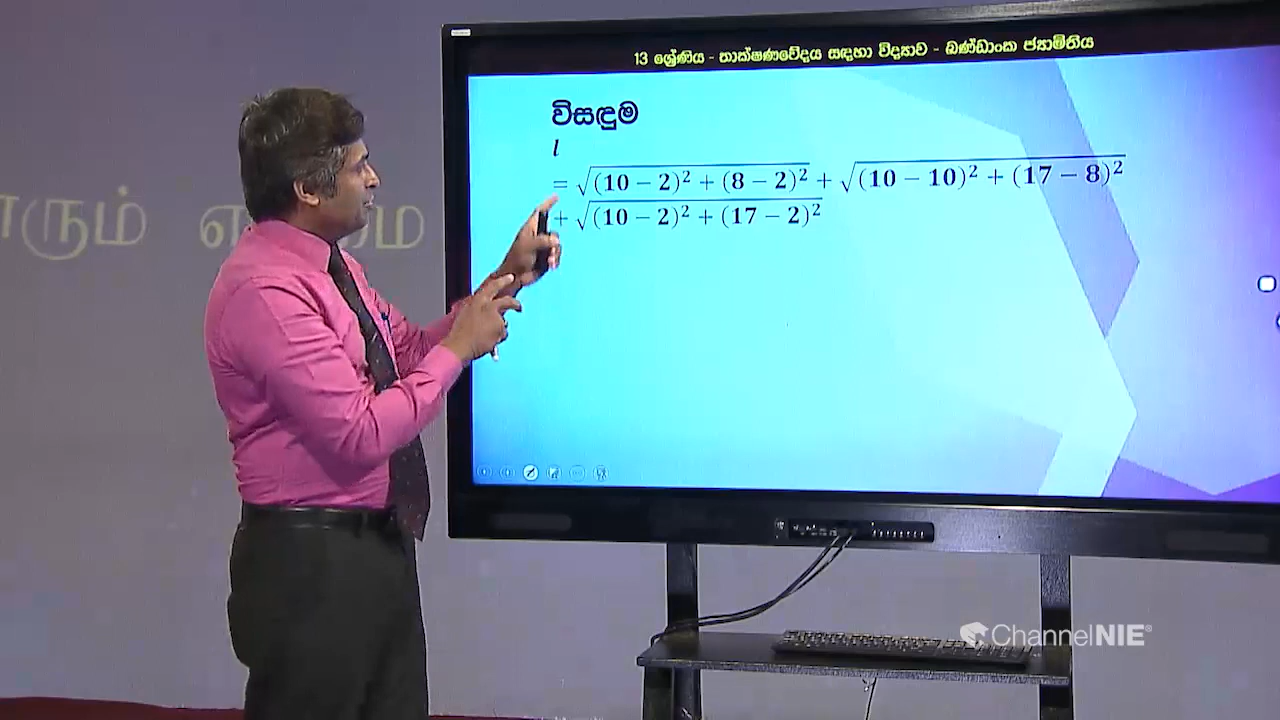 13 ශ්‍රේණිය - තාක්ෂණවේදය සඳහා විද්‍යාව - ඛණ්ඩාංක ජ්‍යාමිතිය
විසඳුම
l
= √((10 − 2)² + (8 − 2)²) + √((10 − 10)² + (17 − 8)²)
+ √((10 − 2)² + (17 − 2)²)
ChannelNIE®